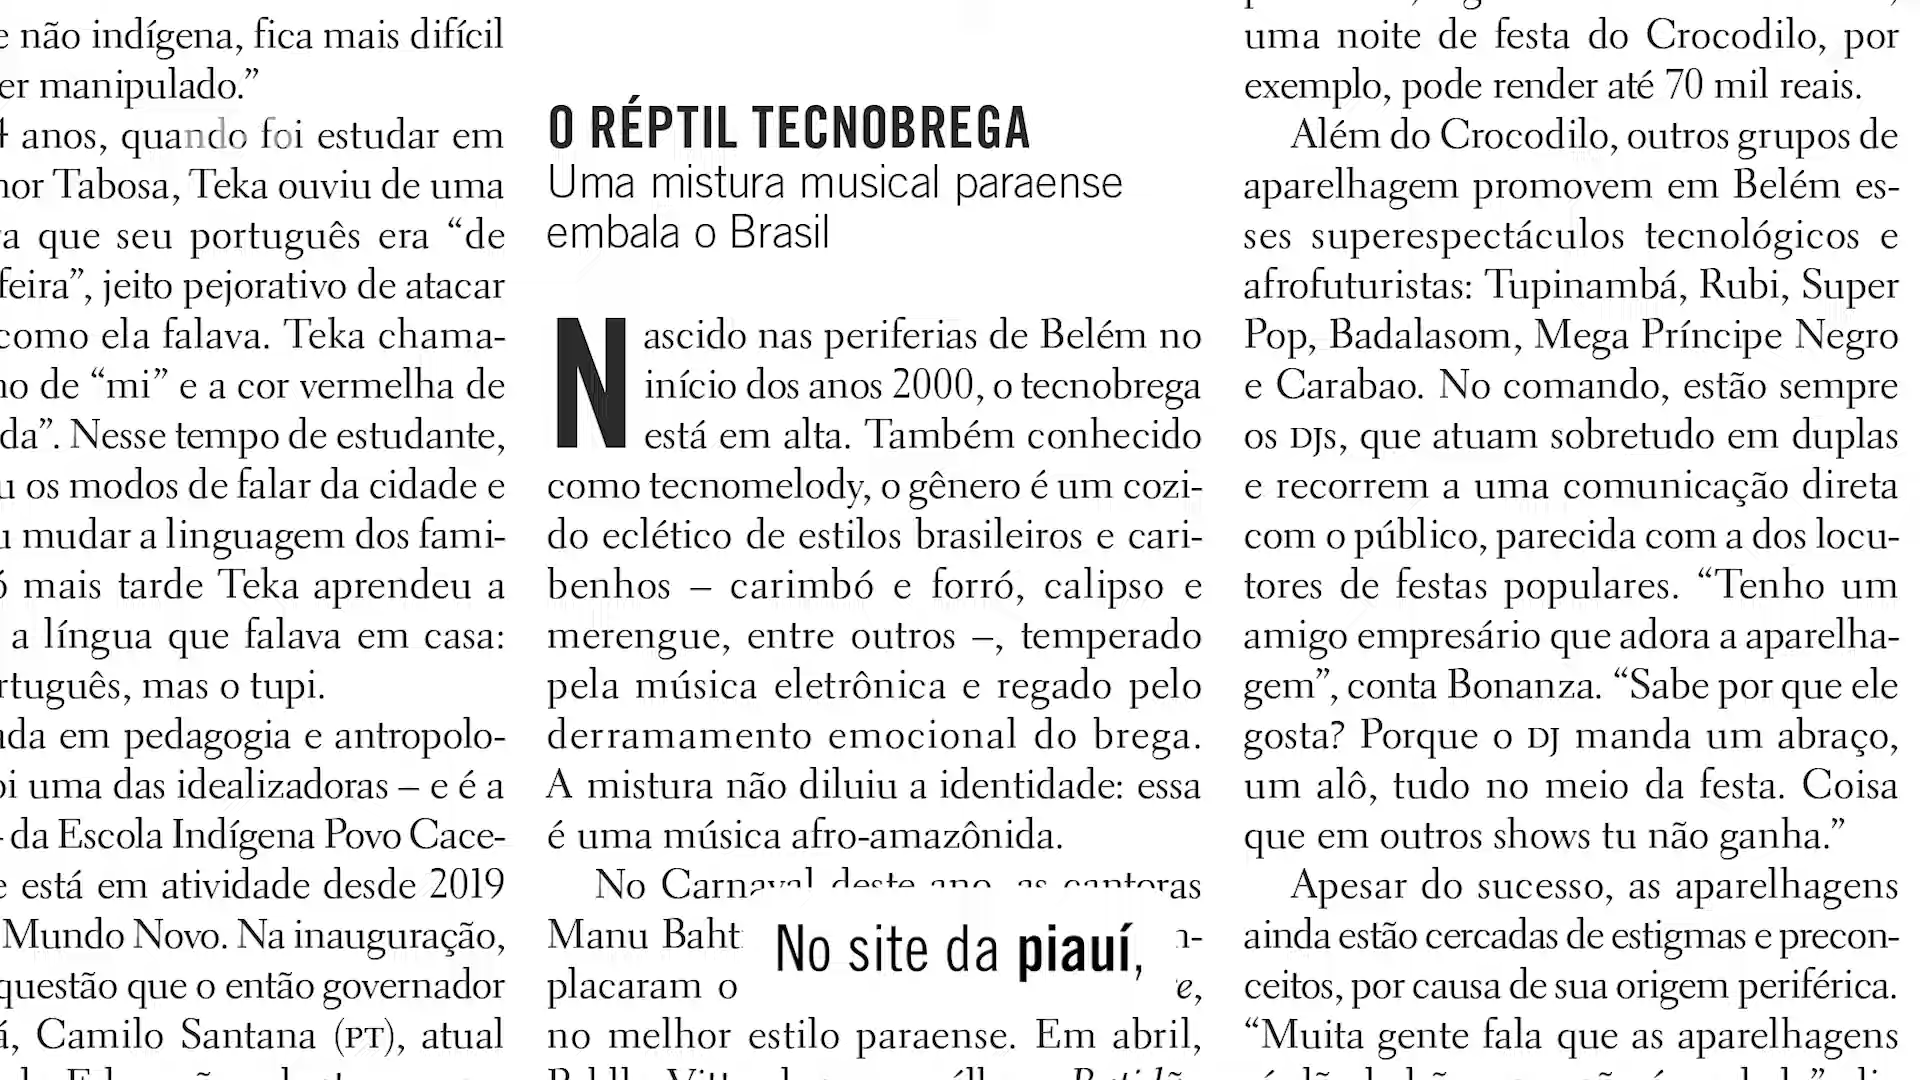 não indígena, fica mais difícil
manipulado.”
anos, quando foi estudar em
Tabosa, Teka ouviu de uma
que seu português era “de
feira”, jeito pejorativo de atacar
como ela falava. Teka chama-
de “mi” e a cor vermelha de
da”. Nesse tempo de estudante,
os modos de falar da cidade e
mudar a linguagem dos fami-
mais tarde Teka aprendeu a
a língua que falava em casa:
mas o tupi.
em pedagogia e antropolo-
uma das idealizadoras – e é a
da Escola Indígena Povo Cace-
está em atividade desde 2019
Mundo Novo. Na inauguração,
questão que o então governador
Camilo Santana (PT), atual
O RÉPTIL TECNOBREGA
Uma mistura musical paraense
embala o Brasil
Nascido nas periferias de Belém no
início dos anos 2000, o tecnobrega
está em alta. Também conhecido
como tecnomelody, o gênero é um cozi-
do eclético de estilos brasileiros e cari-
benhos – carimbó e forró, calipso e
merengue, entre outros –, temperado
pela música eletrônica e regado pelo
derramamento emocional do brega.
A mistura não diluiu a identidade: essa
é uma música afro-amazônida.
No Carnaval deste ano, as cantoras
Manu
placaram o
no melhor estilo paraense. Em abril,
No site da piauí,
uma noite de festa do Crocodilo, por
exemplo, pode render até 70 mil reais.
Além do Crocodilo, outros grupos de
aparelhagem promovem em Belém es-
ses superespectáculos tecnológicos e
afrofuturistas: Tupinambá, Rubi, Super
Pop, Badalasom, Mega Príncipe Negro
e Carabao. No comando, estão sempre
os DJs, que atuam sobretudo em duplas
e recorrem a uma comunicação direta
com o público, parecida com a dos locu-
tores de festas populares. “Tenho um
amigo empresário que adora a aparelha-
gem”, conta Bonanza. “Sabe por que ele
gosta? Porque o DJ manda um abraço,
um alô, tudo no meio da festa. Coisa
que em outros shows tu não ganha.”
Apesar do sucesso, as aparelhagens
ainda estão cercadas de estigmas e precon-
ceitos, por causa de sua origem periférica.
“Muita gente fala que as aparelhagens